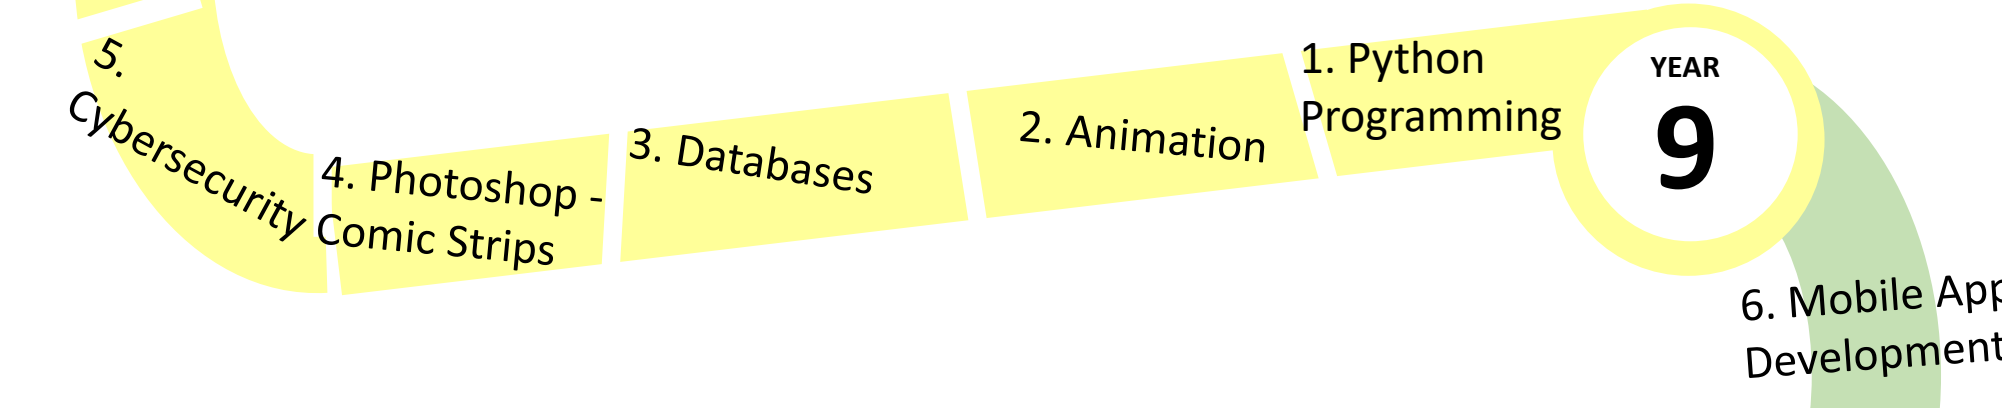 5.
Cybersecurity
4. Photoshop -
Comic Strips
3. Databases
2. Animation
1. Python
Programming
YEAR
9
6. Mobile App
Development